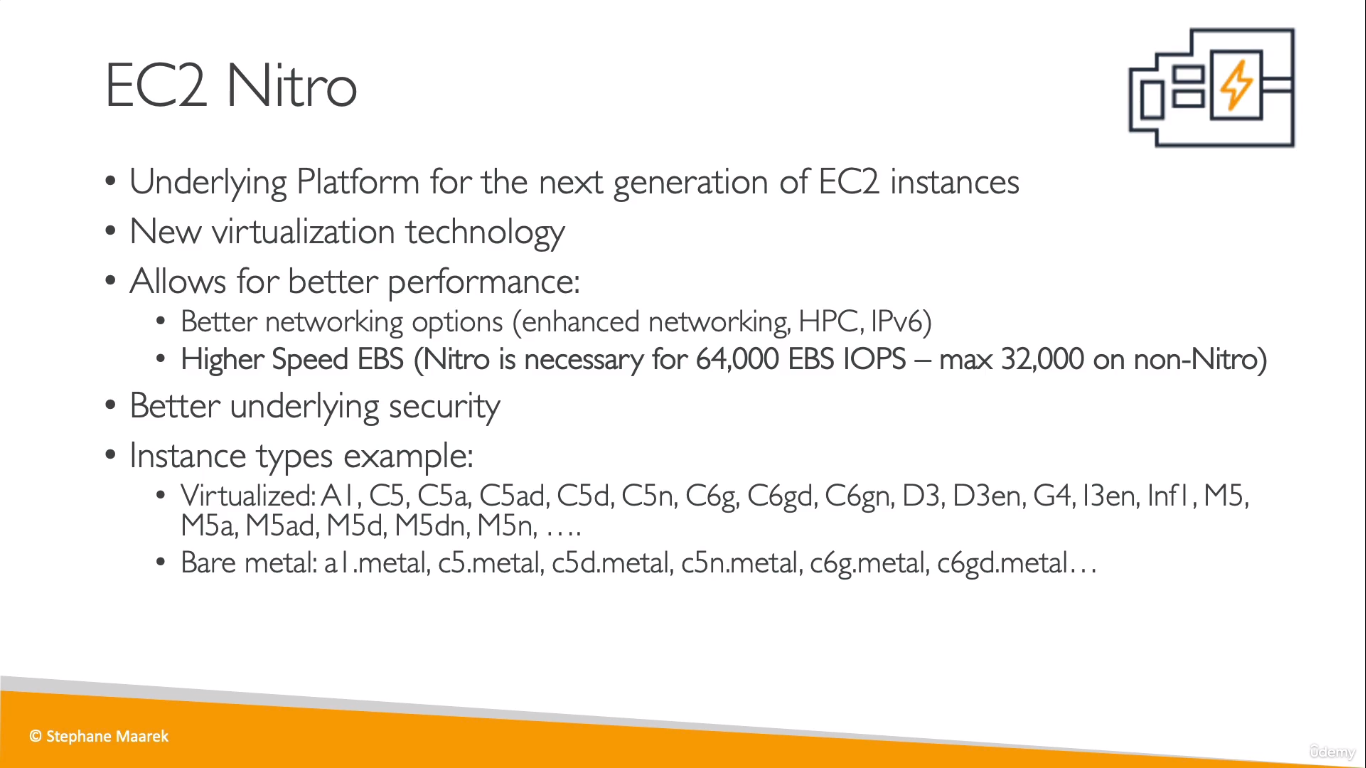 EC2 Nitro
• Underlying Platform for the next generation of EC2 instances
• New virtualization technology
• Allows for better performance:
• Better networking options (enhanced networking, HPC, IPv6)
• Higher Speed EBS (Nitro is necessary for 64,000 EBS IOPS – max 32,000 on non-Nitro)
• Better underlying security
• Instance types example:
• Virtualized: A1, C5, C5a, C5ad, C5d, C5n, C6g, C6gd, C6gn, D3, D3en, G4, I3en, Inf1, M5,
M5a, M5ad, M5d, M5dn, M5n, ….
• Bare metal: a1.metal, c5.metal, c5d.metal, c5n.metal, c6g.metal, c6gd.metal…
© Stephane Maarek
ûdemy